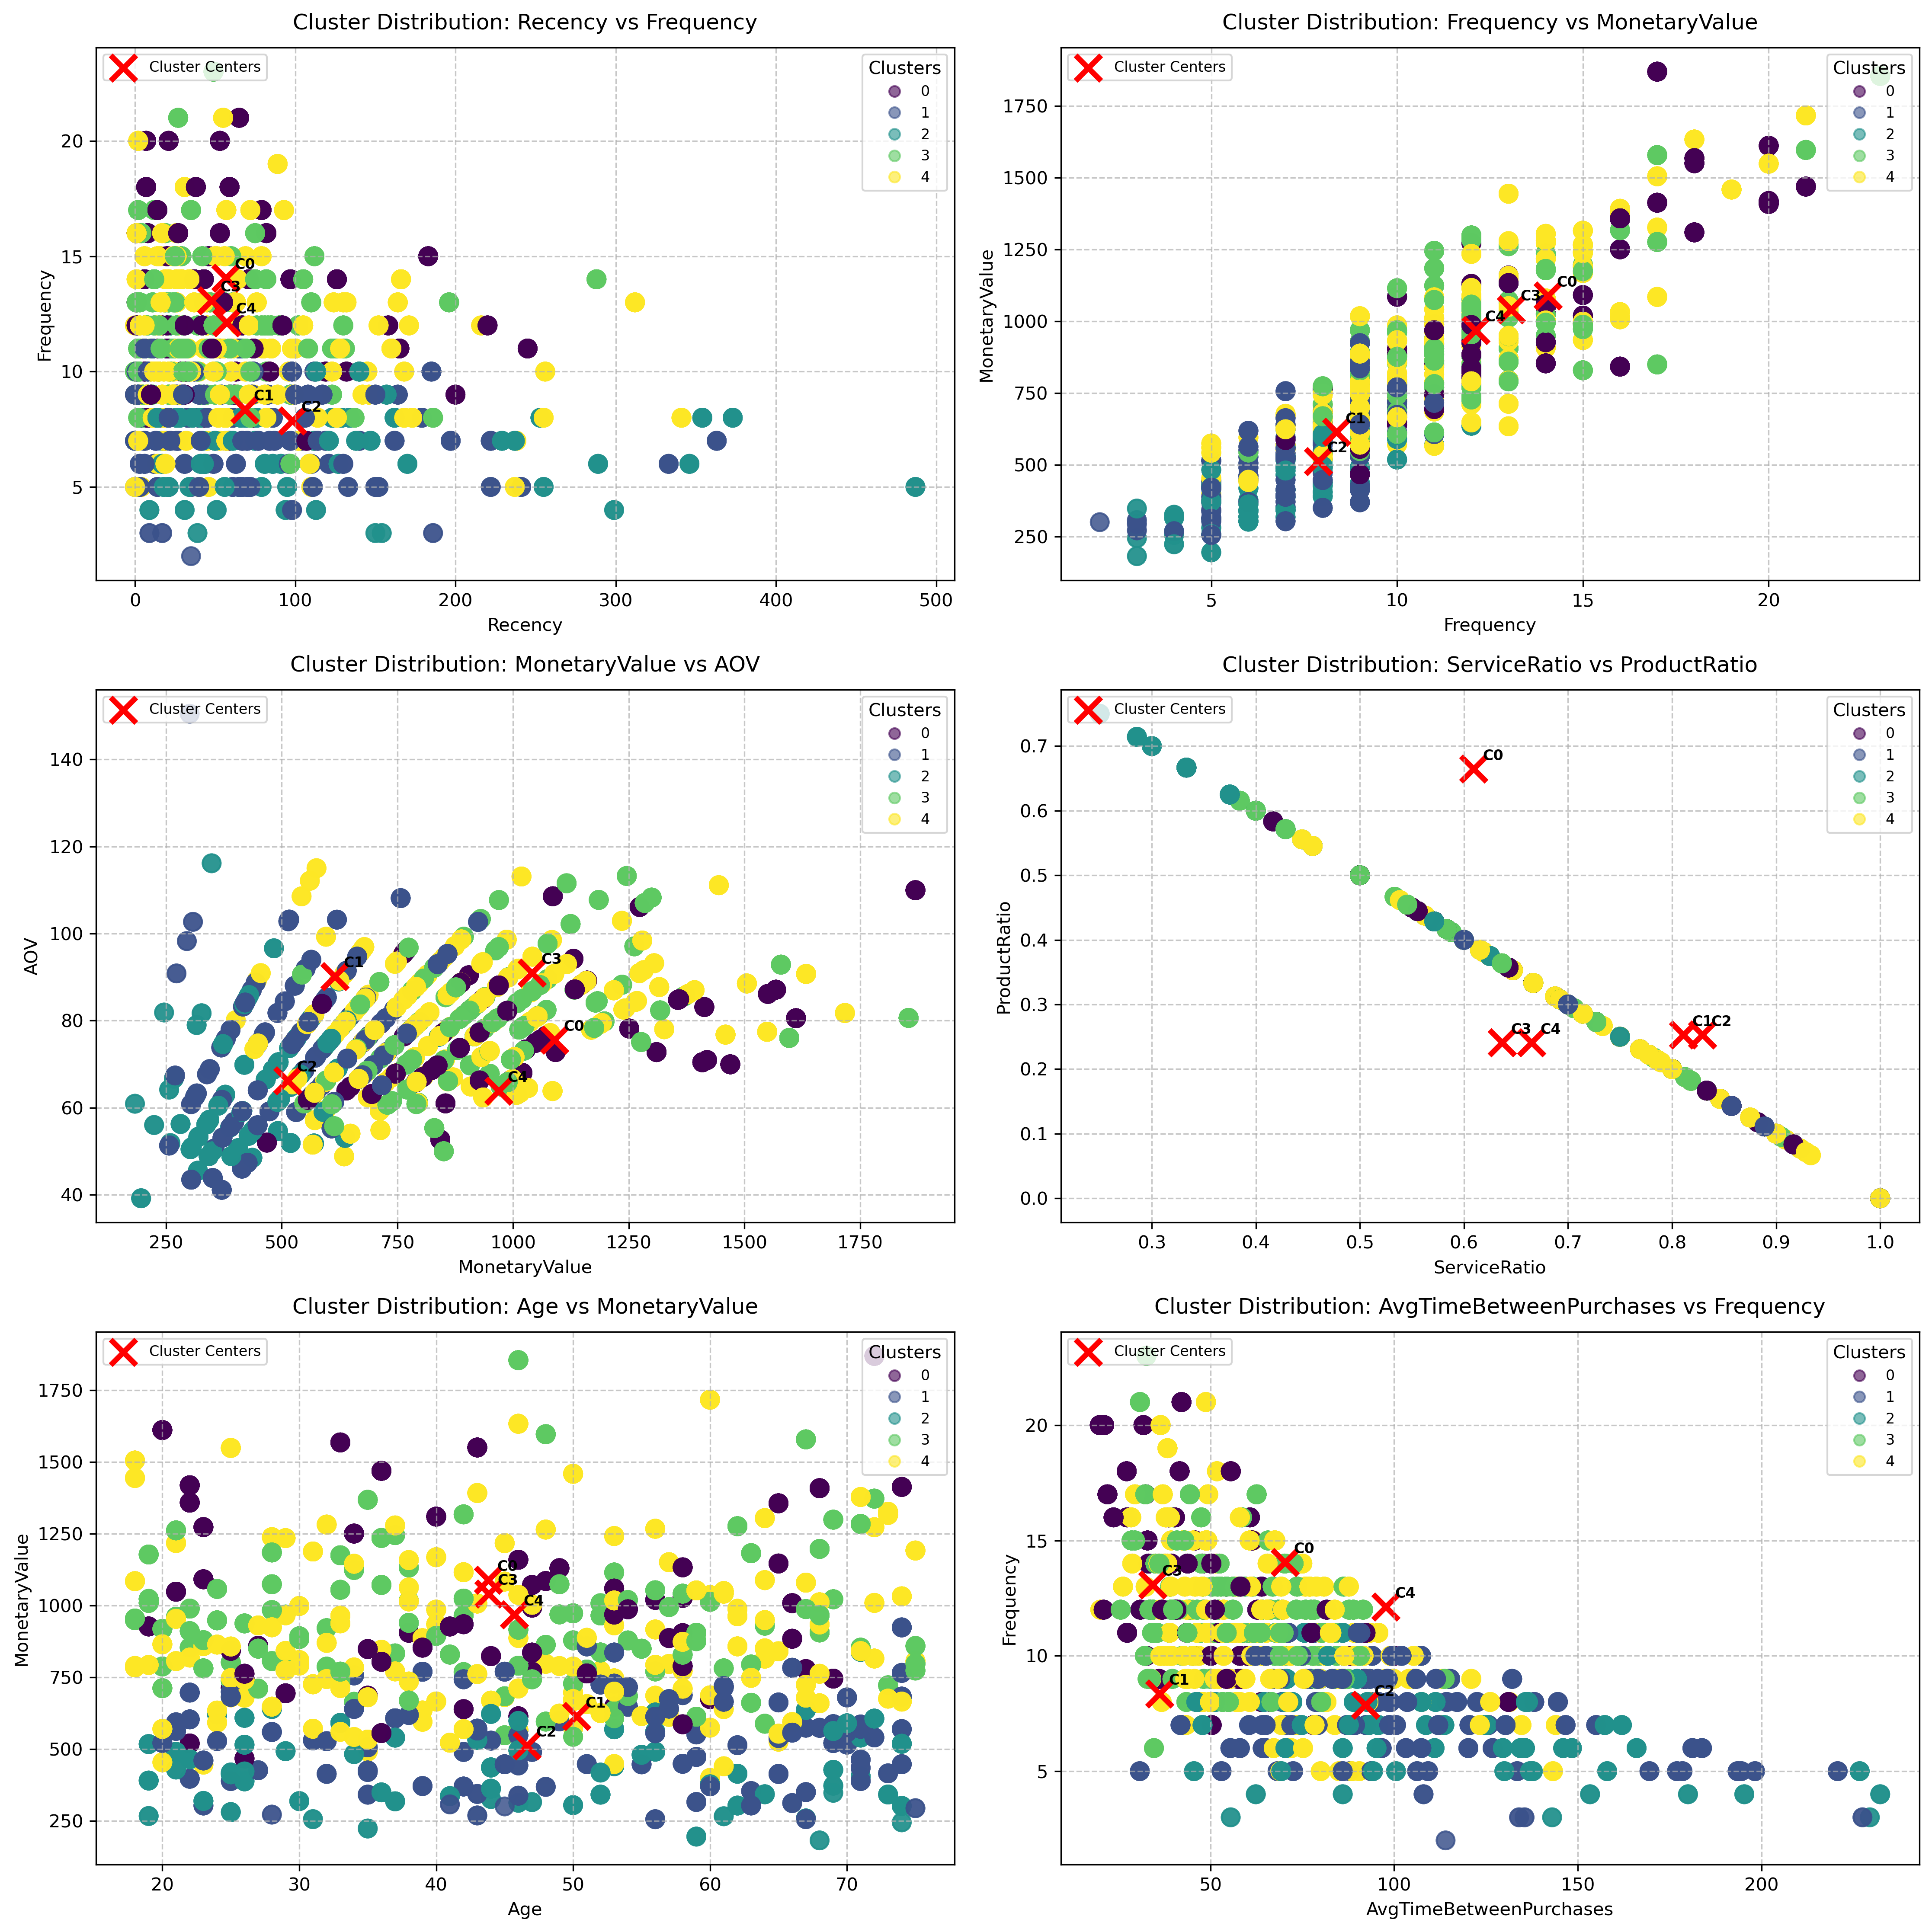 Cluster Distribution: Recency vs Frequency
Cluster Centers
Clusters
0
1
2
3
4
C0
C3
C4
C1
C2
20
15
10
5
Frequency
0
100
200
300
400
500
Recency
Cluster Distribution: Frequency vs MonetaryValue
Cluster Centers
Clusters
0
1
2
3
4
C0
C3
C4
C1
C2
1750
1500
1250
1000
750
500
250
MonetaryValue
5
10
15
20
Frequency
Cluster Distribution: MonetaryValue vs AOV
Cluster Centers
Clusters
0
1
2
3
4
C1
C3
C0
C2
C4
140
120
100
80
60
40
AOV
250
500
750
1000
1250
1500
1750
MonetaryValue
Cluster Distribution: ServiceRatio vs ProductRatio
Cluster Centers
Clusters
0
1
2
3
4
C0
C3
C4
C1
C2
0.7
0.6
0.5
0.4
0.3
0.2
0.1
0.0
ProductRatio
0.3
0.4
0.5
0.6
0.7
0.8
0.9
1.0
ServiceRatio
Cluster Distribution: Age vs MonetaryValue
Cluster Centers
Clusters
0
1
2
3
4
C0
C3
C4
C1
C2
1750
1500
1250
1000
750
500
250
MonetaryValue
20
30
40
50
60
70
Age
Cluster Distribution: AvgTimeBetweenPurchases vs Frequency
Cluster Centers
Clusters
0
1
2
3
4
C0
C3
C4
C1
C2
20
15
10
5
Frequency
50
100
150
200
AvgTimeBetweenPurchases